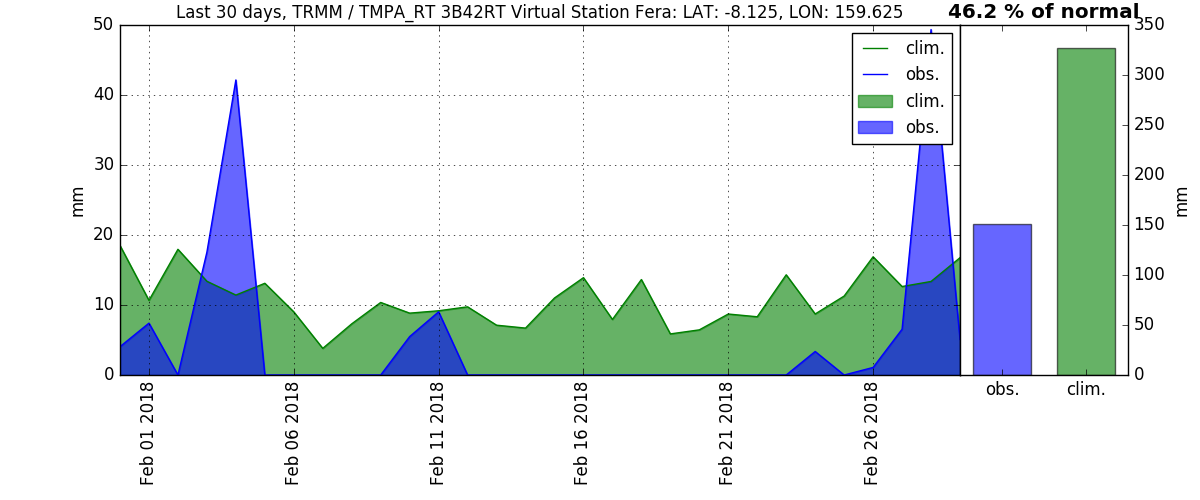 Last 30 days, TRMM / TMPA_RT 3B42RT Virtual Station Fera: LAT: -8.125, LON: 159.625
46.2 % of normal
clim.
obs.
clim.
obs.
mm
50
40
30
20
10
0
Feb 01 2018
Feb 06 2018
Feb 11 2018
Feb 16 2018
Feb 21 2018
Feb 26 2018
obs.
clim.
350
300
250
200
150
100
50
0
mm